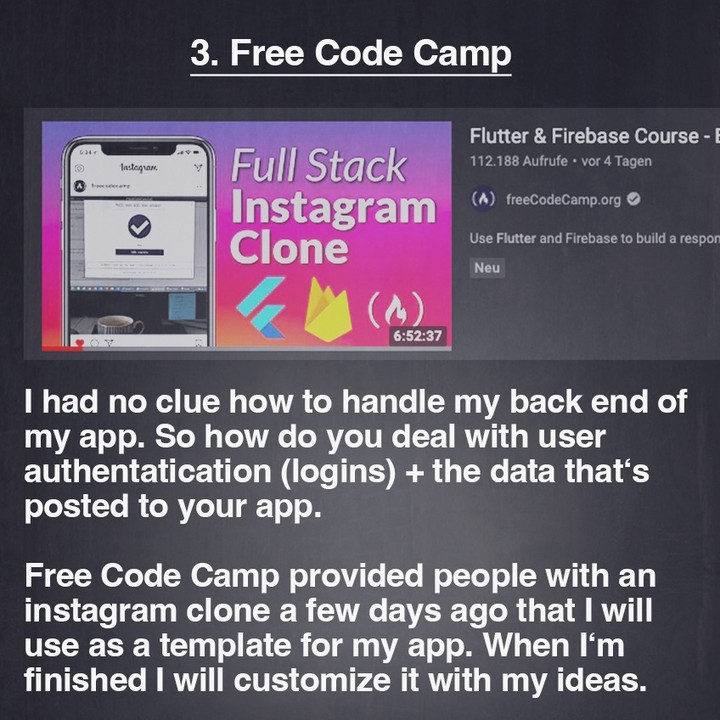 3. Free Code Camp
Instagram
Full Stack
Instagram
Clone
6:52:37
Flutter & Firebase Course -
112.188 Aufrufe • vor 4 Tagen
freeCodeCamp.org
Use Flutter and Firebase to build a
Neu
I had no clue how to handle my back end of
my app. So how do you deal with user
authentatication (logins) + the data that‘s
posted to your app.
Free Code Camp provided people with an
instagram clone a few days ago that I will
use as a template for my app. When I‘m
finished I will customize it with my ideas.